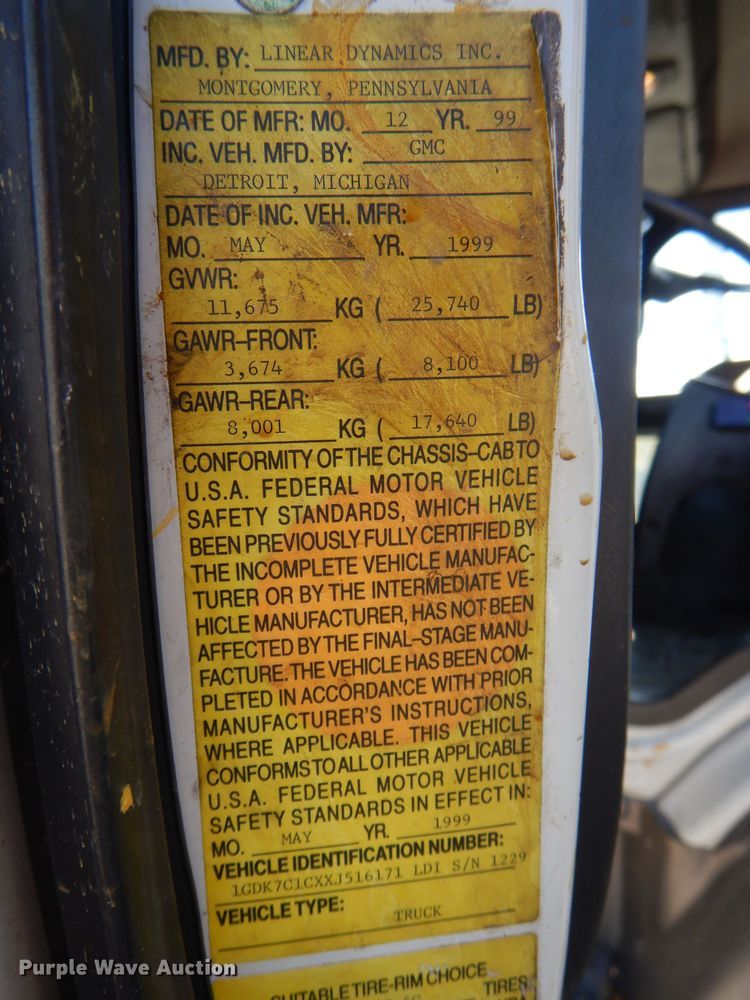 MFD. BY: LINEAR DYNAMICS INC.
MONTGOMERY, PENNSYLVANIA
DATE OF MFR: MO. 12 YR. 99
INC. VEH. MFD. BY: GMC
DETROIT, MICHIGAN
DATE OF INC. VEH. MFR:
MO. MAY YR. 1999
GVWR:
11,675 KG ( 25,740 LB)
GAWR-FRONT:
3,674 KG ( 8,100 LB)
GAWR-REAR:
8,001 KG ( 17,640 LB)
CONFORMITY OF THE CHASSIS-CAB TO
U.S.A. FEDERAL MOTOR VEHICLE
SAFETY STANDARDS, WHICH HAVE
BEEN PREVIOUSLY FULLY CERTIFIED BY
THE INCOMPLETE VEHICLE MANUFAC-
TURER OR BY THE INTERMEDIATE VE-
HICLE MANUFACTURER, HAS NOT BEEN
AFFECTED BY THE FINAL-STAGE MANU-
FACTURE. THE VEHICLE HAS BEEN COM-
PLETED IN ACCORDANCE WITH PRIOR
MANUFACTURER'S INSTRUCTIONS,
WHERE APPLICABLE. THIS VEHICLE
CONFORMS TO ALL OTHER APPLICABLE
U.S.A. FEDERAL MOTOR VEHICLE
SAFETY STANDARDS IN EFFECT IN:
MO. MAY YR. 1999
VEHICLE IDENTIFICATION NUMBER:
1GDK7C1CXXJ516171 LDI S/N 1229
VEHICLE TYPE: TRUCK
SUITABLE TIRE-RIM CHOICE
TIRES
Purple Wave Auction